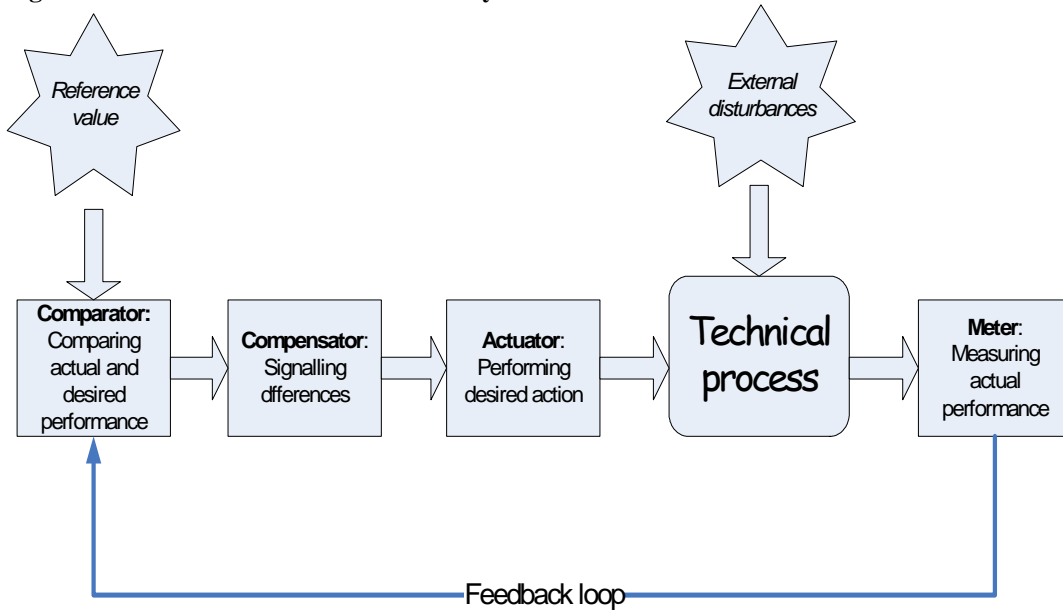 Reference
value
External
disturbances
Comparator:
Comparing
actual and
desired
performance
Compensator:
Signalling
dfferences
Actuator:
Performing
desired action
Technical
process
Meter:
Measuring
actual
performance
Feedback loop